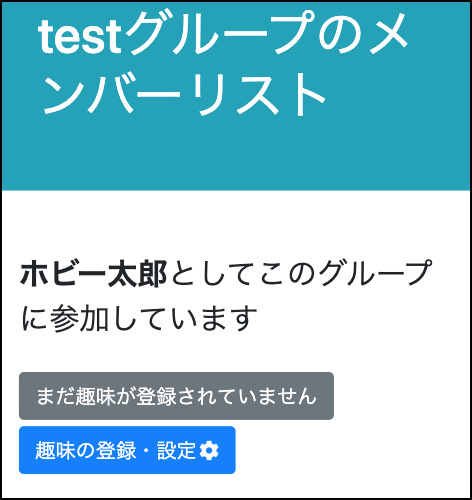 testグループのメ
ンバーリスト
ホビー太郎としてこのグループ
に参加しています
まだ趣味が登録されていません
趣味の登録・設定